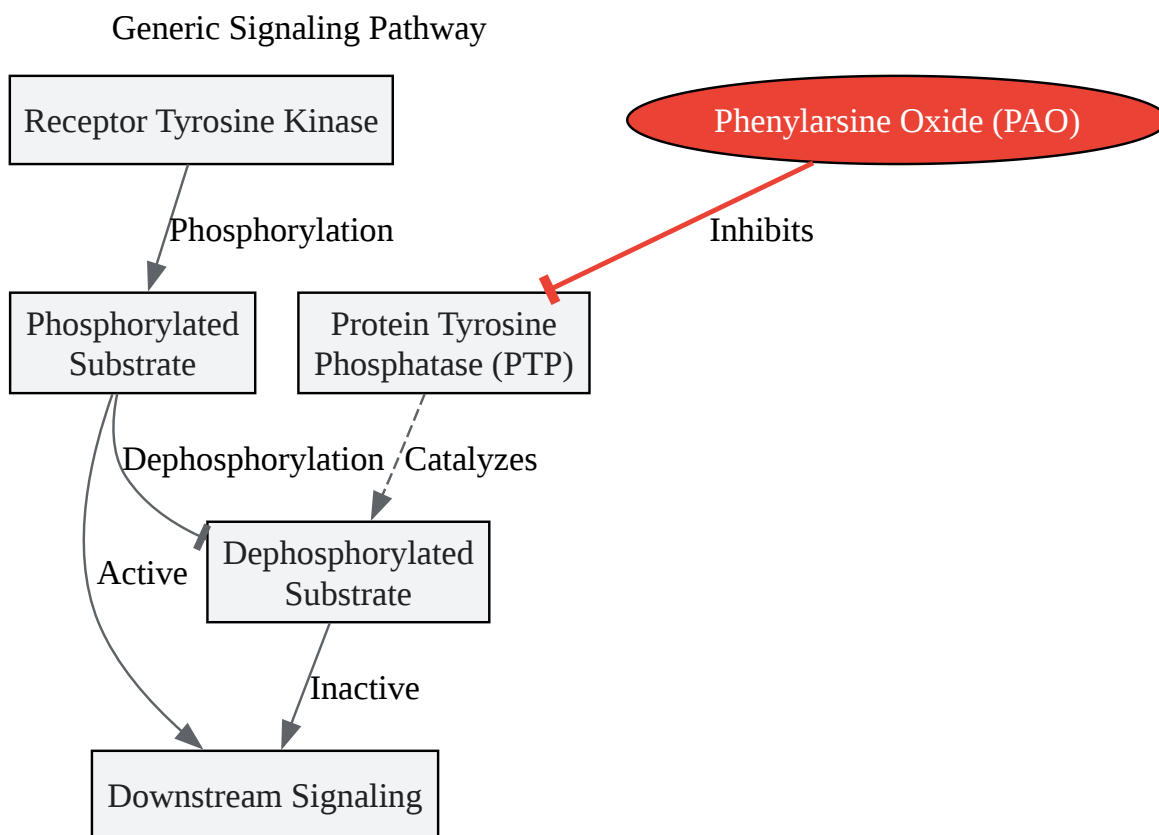 Generic Signaling Pathway
Receptor Tyrosine Kinase
Phenylarsine Oxide (PAO)
Phosphorylation
Inhibits
Phosphorylated
Substrate
Protein Tyrosine
Phosphatase (PTP)
Dephosphorylation
Catalyzes
Dephosphorylated
Substrate
Active
Inactive
Downstream Signaling